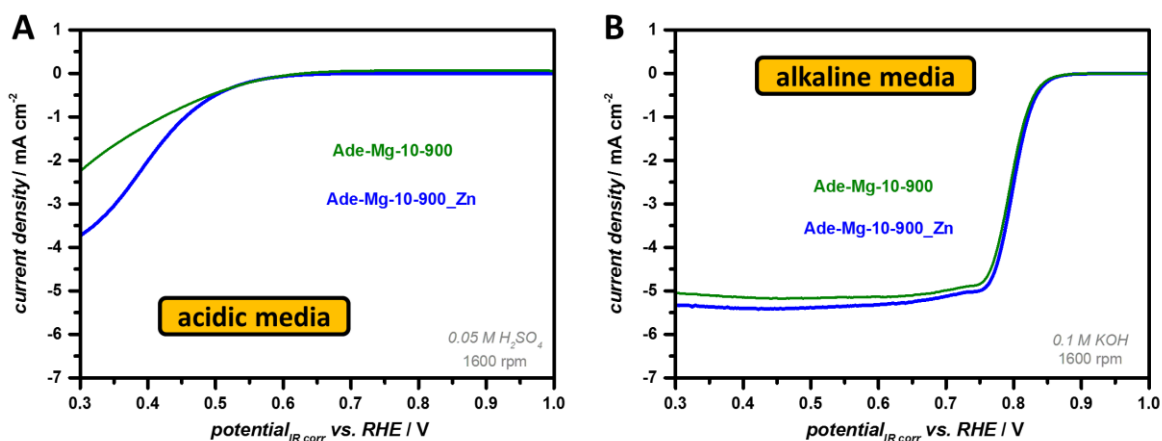 A
1
0
-1
-2
-3
-4
-5
-6
-7
current density / mA cm⁻²
Ade-Mg-10-900
Ade-Mg-10-900_Zn
acidic media
0.05 M H₂SO₄
1600 rpm
0.3 0.4 0.5 0.6 0.7 0.8 0.9 1.0
potential_IR corr vs. RHE / V
B
1
0
-1
-2
-3
-4
-5
-6
-7
current density / mA cm⁻²
alkaline media
Ade-Mg-10-900
Ade-Mg-10-900_Zn
0.1 M KOH
1600 rpm
0.3 0.4 0.5 0.6 0.7 0.8 0.9 1.0
potential_IR corr vs. RHE / V